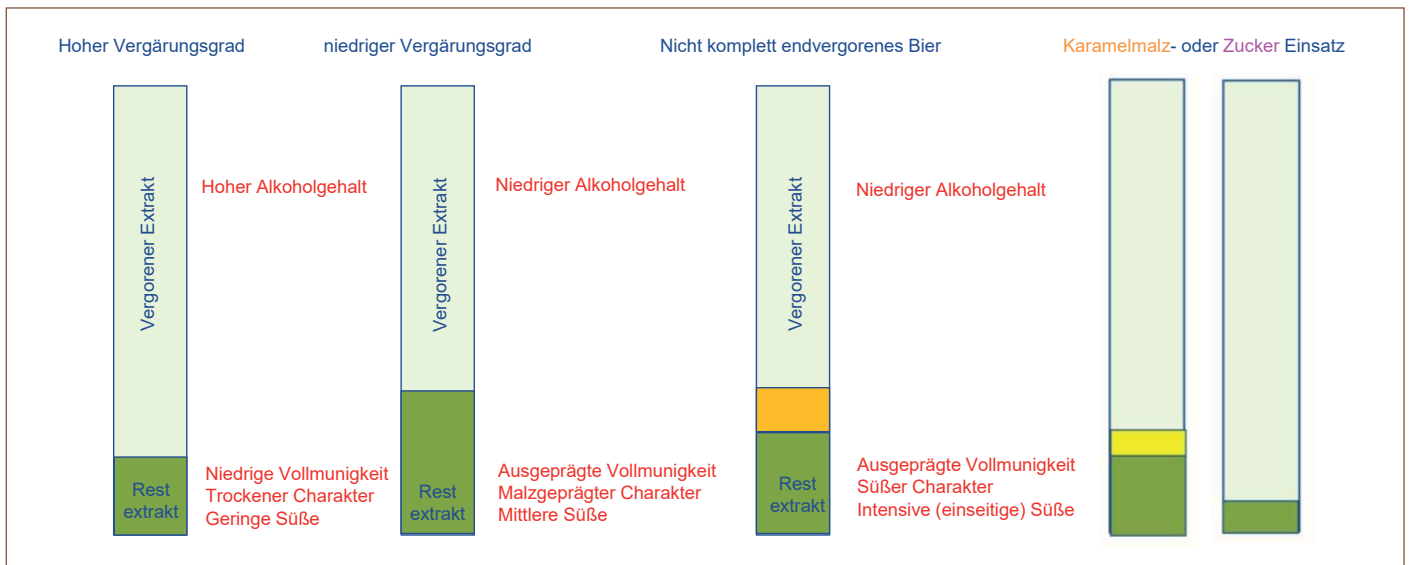 Hoher Vergärungsgrad
niedriger Vergärungsgrad
Nicht komplett endvergorenes Bier
Karamelmalz- oder Zucker Einsatz
Vergorener Extrakt
Hoher Alkoholgehalt
Rest
extrakt
Niedrige Vollmunigkeit
Trockener Charakter
Geringe Süße
Vergorener Extrakt
Niedriger Alkoholgehalt
Rest
extrakt
Ausgeprägte Vollmunigkeit
Malzgeprägter Charakter
Mittlere Süße
Vergorener Extrakt
Niedriger Alkoholgehalt
Rest
extrakt
Ausgeprägte Vollmunigkeit
Süßer Charakter
Intensive (einseitige) Süße